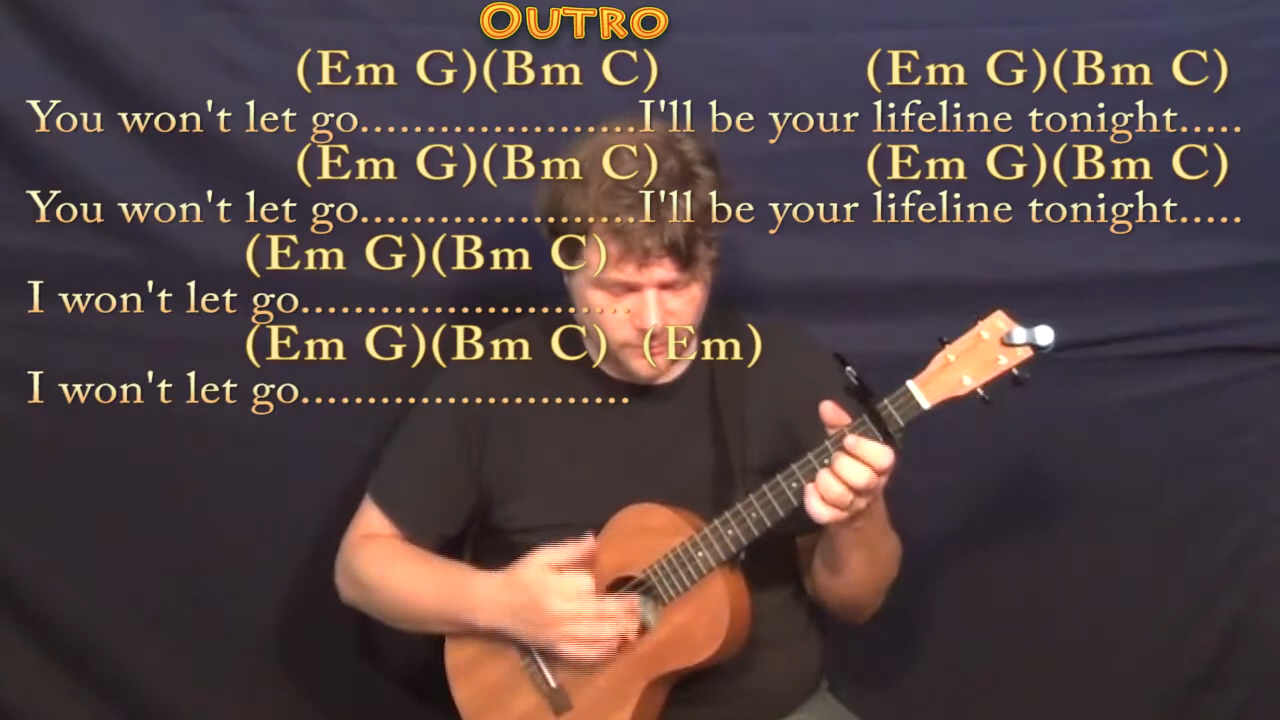 OUTRO
(Em G)(Bm C) (Em G)(Bm C)
You won't let go.....................I'll be your lifeline tonight.....
(Em G)(Bm C) (Em G)(Bm C)
You won't let go.....................I'll be your lifeline tonight.....
(Em G)(Bm C)
I won't let go.........................
(Em G)(Bm C) (Em)
I won't let go.........................